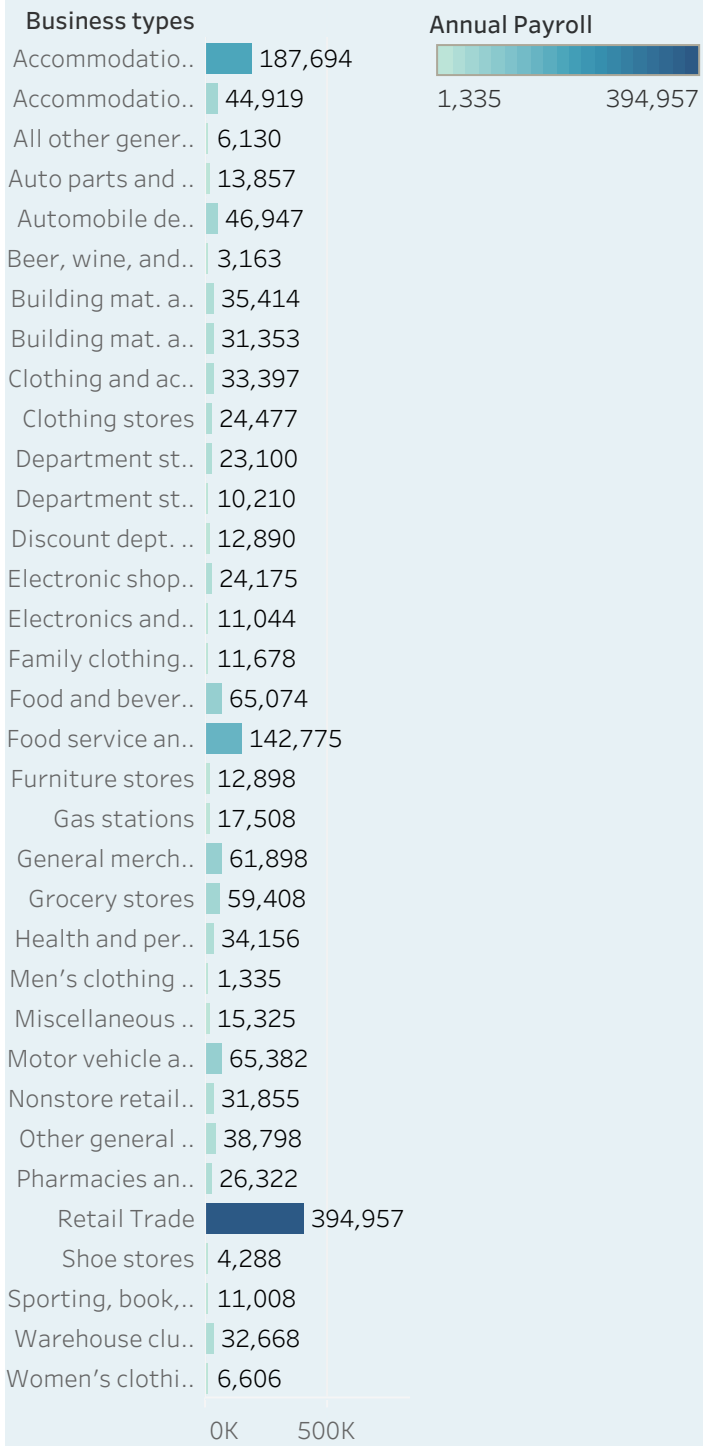 Business types
Annual Payroll
Accommodatio.. 187,694
1,335 394,957
Accommodatio.. 44,919
All other gener.. 6,130
Auto parts and .. 13,857
Automobile de.. 46,947
Beer, wine, and.. 3,163
Building mat. a.. 35,414
Building mat. a.. 31,353
Clothing and ac.. 33,397
Clothing stores 24,477
Department st.. 23,100
Department st.. 10,210
Discount dept. .. 12,890
Electronic shop.. 24,175
Electronics and.. 11,044
Family clothing.. 11,678
Food and bever.. 65,074
Food service an.. 142,775
Furniture stores 12,898
Gas stations 17,508
General merch.. 61,898
Grocery stores 59,408
Health and per.. 34,156
Men's clothing .. 1,335
Miscellaneous .. 15,325
Motor vehicle a.. 65,382
Nonstore retail.. 31,855
Other general .. 38,798
Pharmacies an.. 26,322
Retail Trade 394,957
Shoe stores 4,288
Sporting, book,.. 11,008
Warehouse clu.. 32,668
Women's clothi.. 6,606
0K 500K